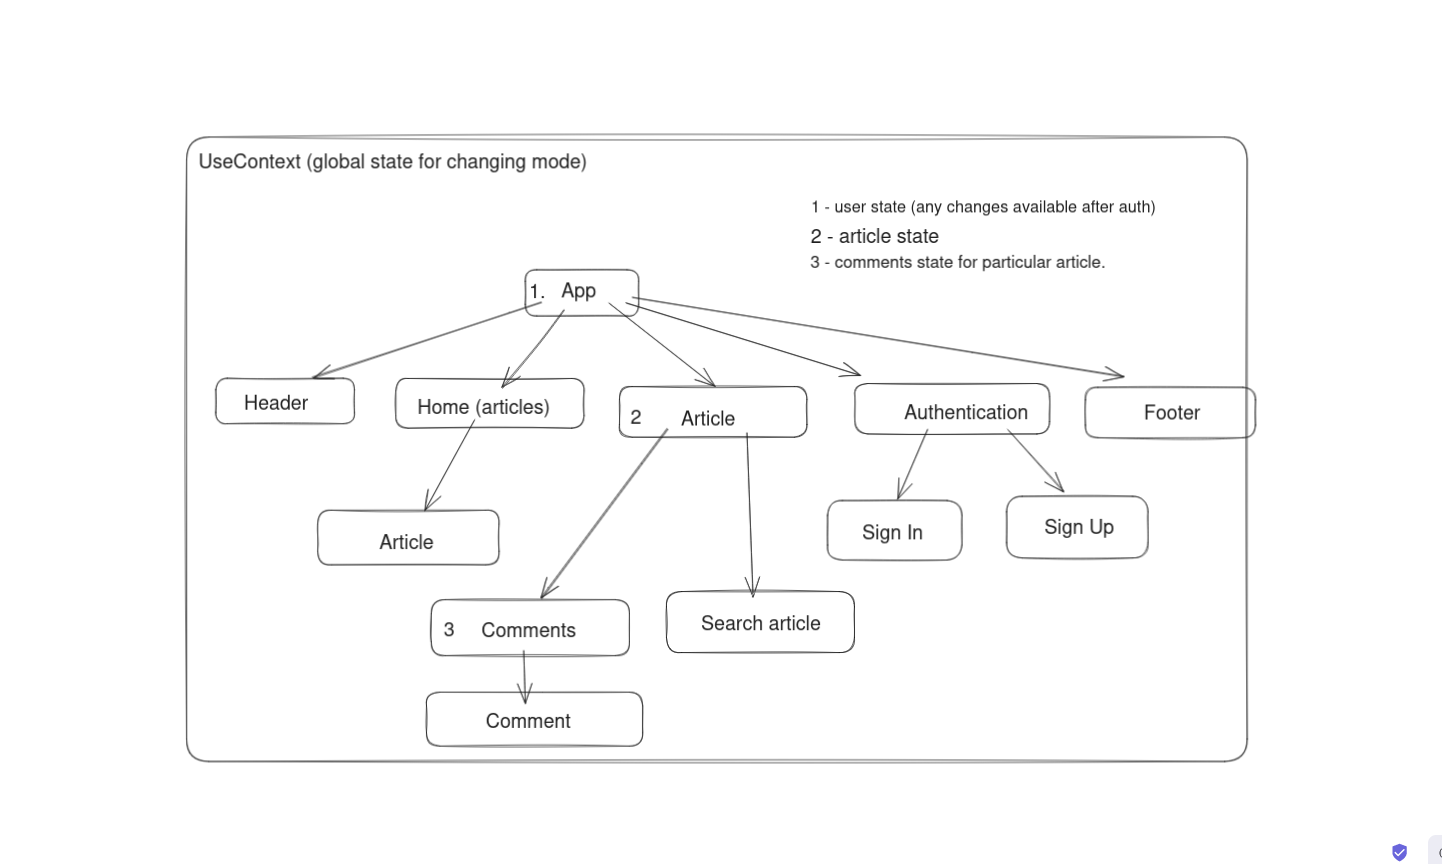 UseContext (global state for changing mode)
1 - user state (any changes available after auth)
2 - article state
3 - comments state for particular article.
1. App
Header
Home (articles)
2 Article
Authentication
Footer
Article
Sign In
Sign Up
3 Comments
Search article
Comment